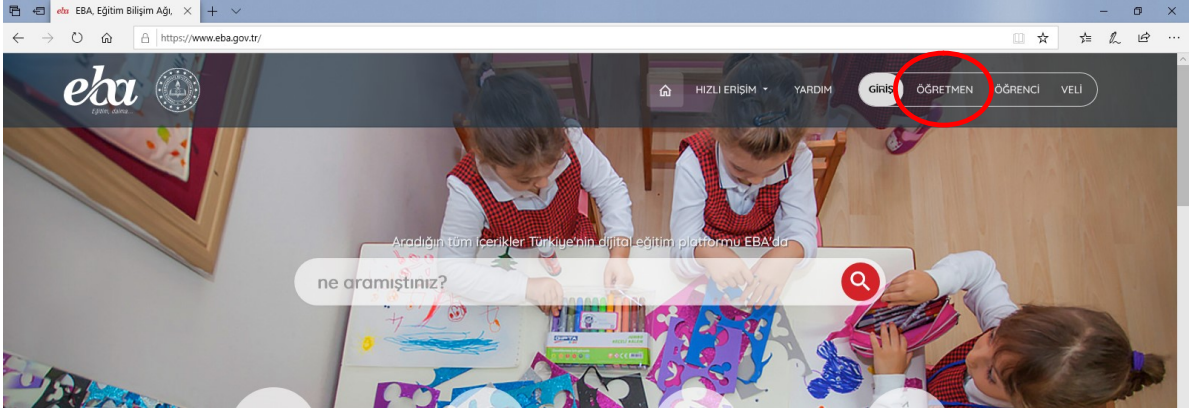 EBA, Eğitim Bilişim Ağı,
https://www.eba.gov.tr/
eba
Eğitim, daima...
HIZLI ERİŞİM
YARDIM
GİRİŞ
ÖĞRETMEN
ÖĞRENCİ
VELİ
Aradığın tüm içerikler Türkiye'nin dijital eğitim platformu EBA'da
ne aramıştınız?